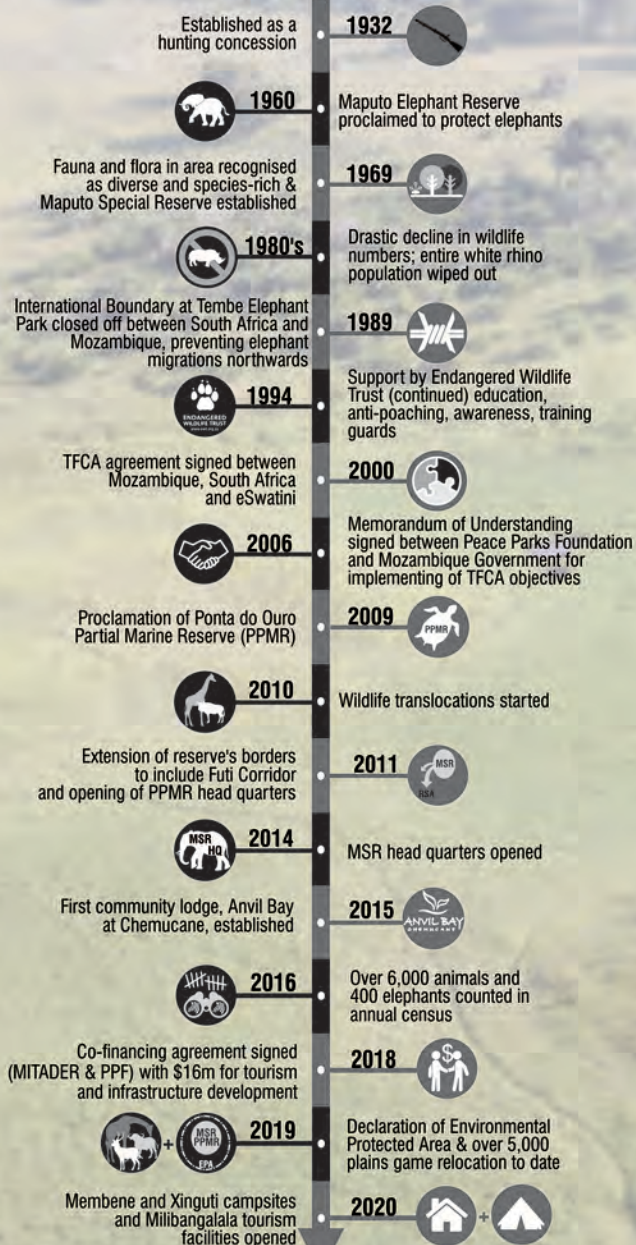 Established as a
hunting concession
1932
1960
Maputo Elephant Reserve
proclaimed to protect elephants
Fauna and flora in area recognised
as diverse and species-rich &
Maputo Special Reserve established
1969
1980's
Drastic decline in wildlife
numbers; entire white rhino
population wiped out
International Boundary at Tembe Elephant
Park closed off between South Africa and
Mozambique, preventing elephant
migrations northwards
1989
ENDANGERED
WILDLIFE TRUST
1994
Support by Endangered Wildlife
Trust (continued) education,
anti-poaching, awareness, training
guards
TFCA agreement signed between
Mozambique, South Africa
and eSwatini
2000
2006
Memorandum of Understanding
signed between Peace Parks Foundation
and Mozambique Government for
implementing of TFCA objectives
Proclamation of Ponta do Ouro
Partial Marine Reserve (PPMR)
2009
PPMR
2010
Wildlife translocations started
Extension of reserve's borders
to include Futi Corridor
and opening of PPMR head quarters
2011
MSR
RSA
MSR
HQ
2014
MSR head quarters opened
First community lodge, Anvil Bay
at Chemucane, established
2015
ANVIL BAY
CHEMUCANE
2016
Over 6,000 animals and
400 elephants counted in
annual census
Co-financing agreement signed
(MITADER & PPF) with $16m for tourism
and infrastructure development
2018
$
+
MSR
PPMR
EPA
2019
Declaration of Environmental
Protected Area & over 5,000
plains game relocation to date
Membene and Xinguti campsites
and Milibangalala tourism
facilities opened
2020
+